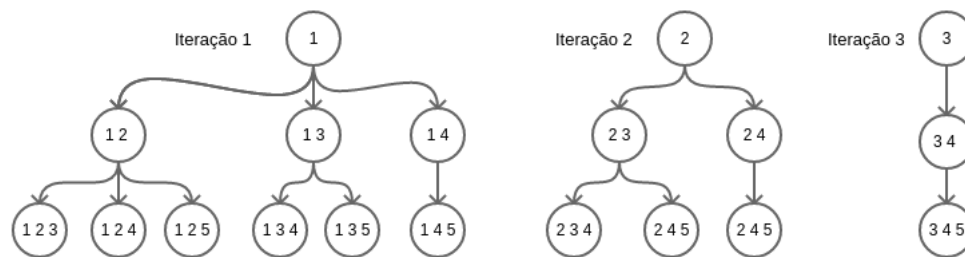 Iteração 1
1
Iteração 2
2
Iteração 3
3
1 2
1 3
1 4
2 3
2 4
3 4
1 2 3
1 2 4
1 2 5
1 3 4
1 3 5
1 4 5
2 3 4
2 4 5
2 4 5
3 4 5